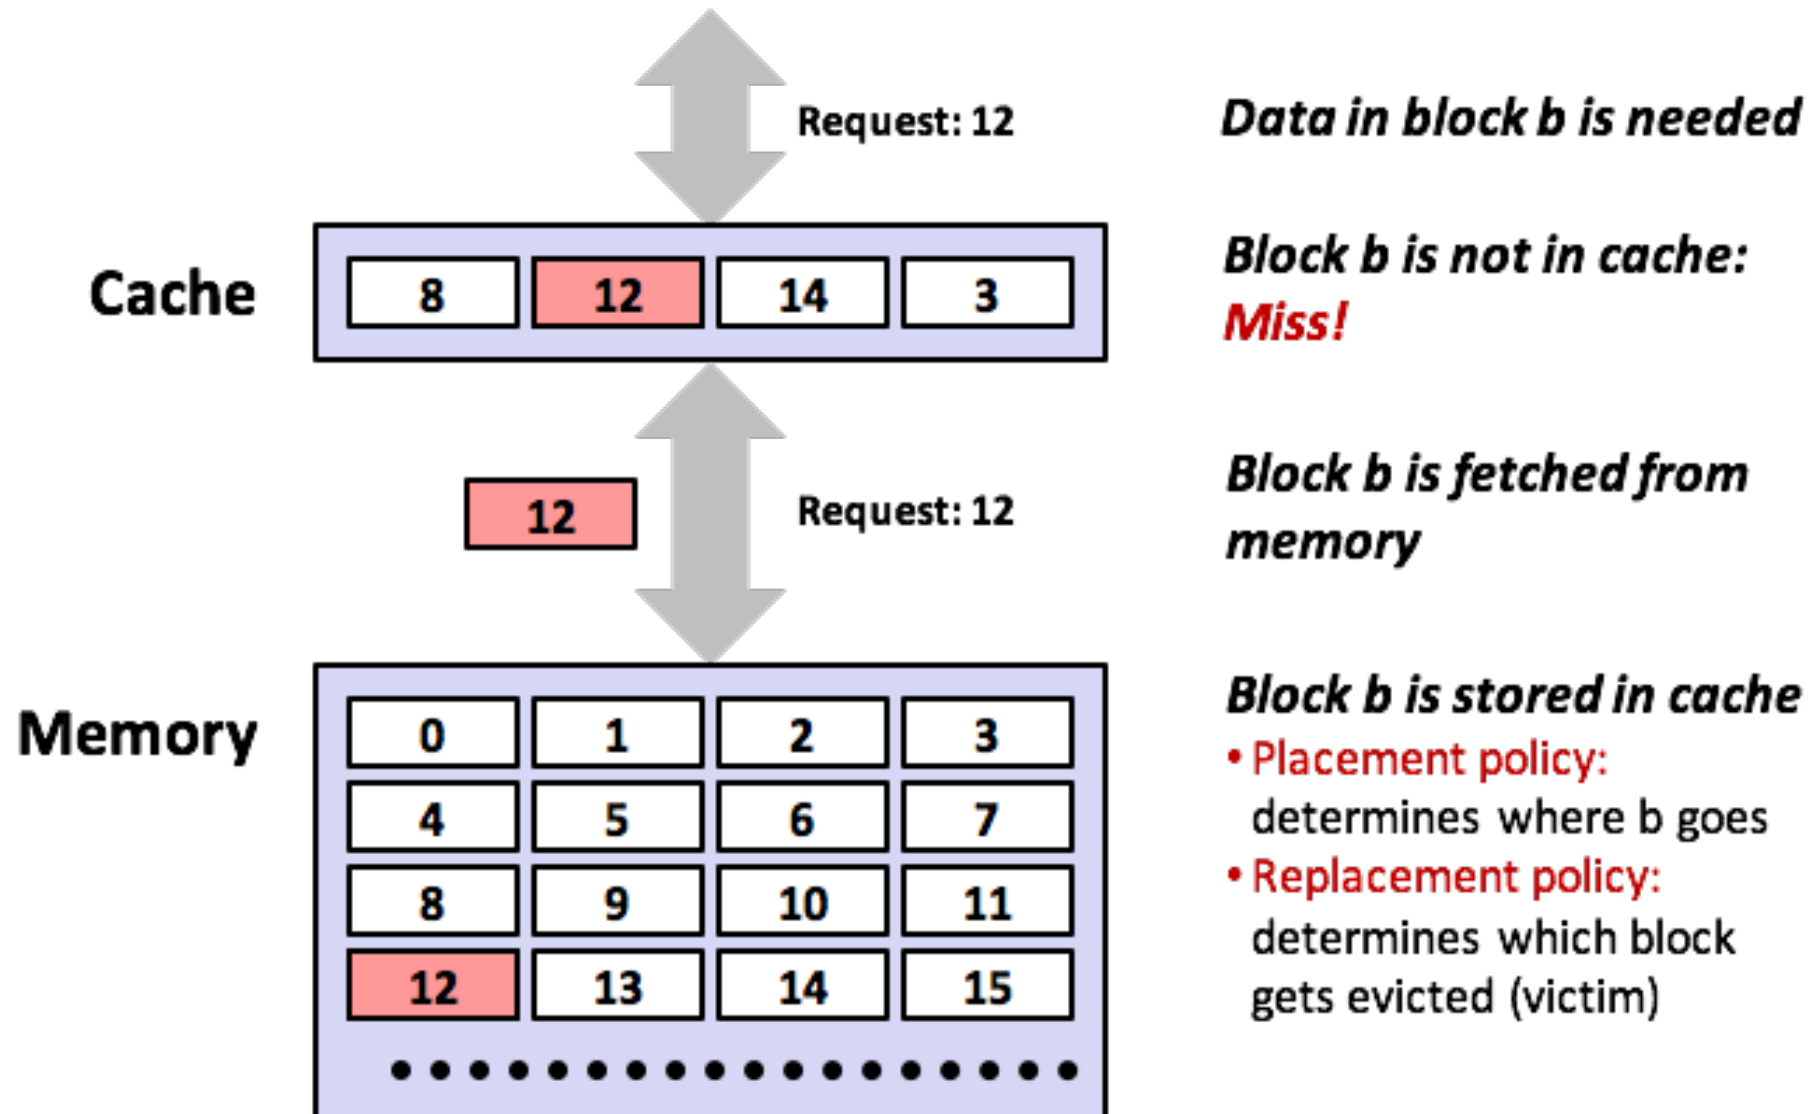 Request: 12
Data in block b is needed
Cache
8 12 14 3
Block b is not in cache:
Miss!
12
Request: 12
Block b is fetched from
memory
Memory
0 1 2 3
4 5 6 7
8 9 10 11
12 13 14 15
Block b is stored in cache
• Placement policy:
determines where b goes
• Replacement policy:
determines which block
gets evicted (victim)